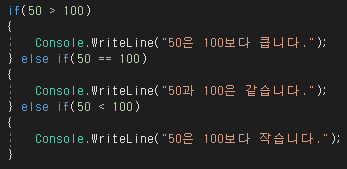 if(50 > 100)
{
    Console.WriteLine("50은 100보다 큽니다.");
} else if(50 == 100)
{
    Console.WriteLine("50과 100은 같습니다.");
} else if(50 < 100)
{
    Console.WriteLine("50은 100보다 작습니다.");
}